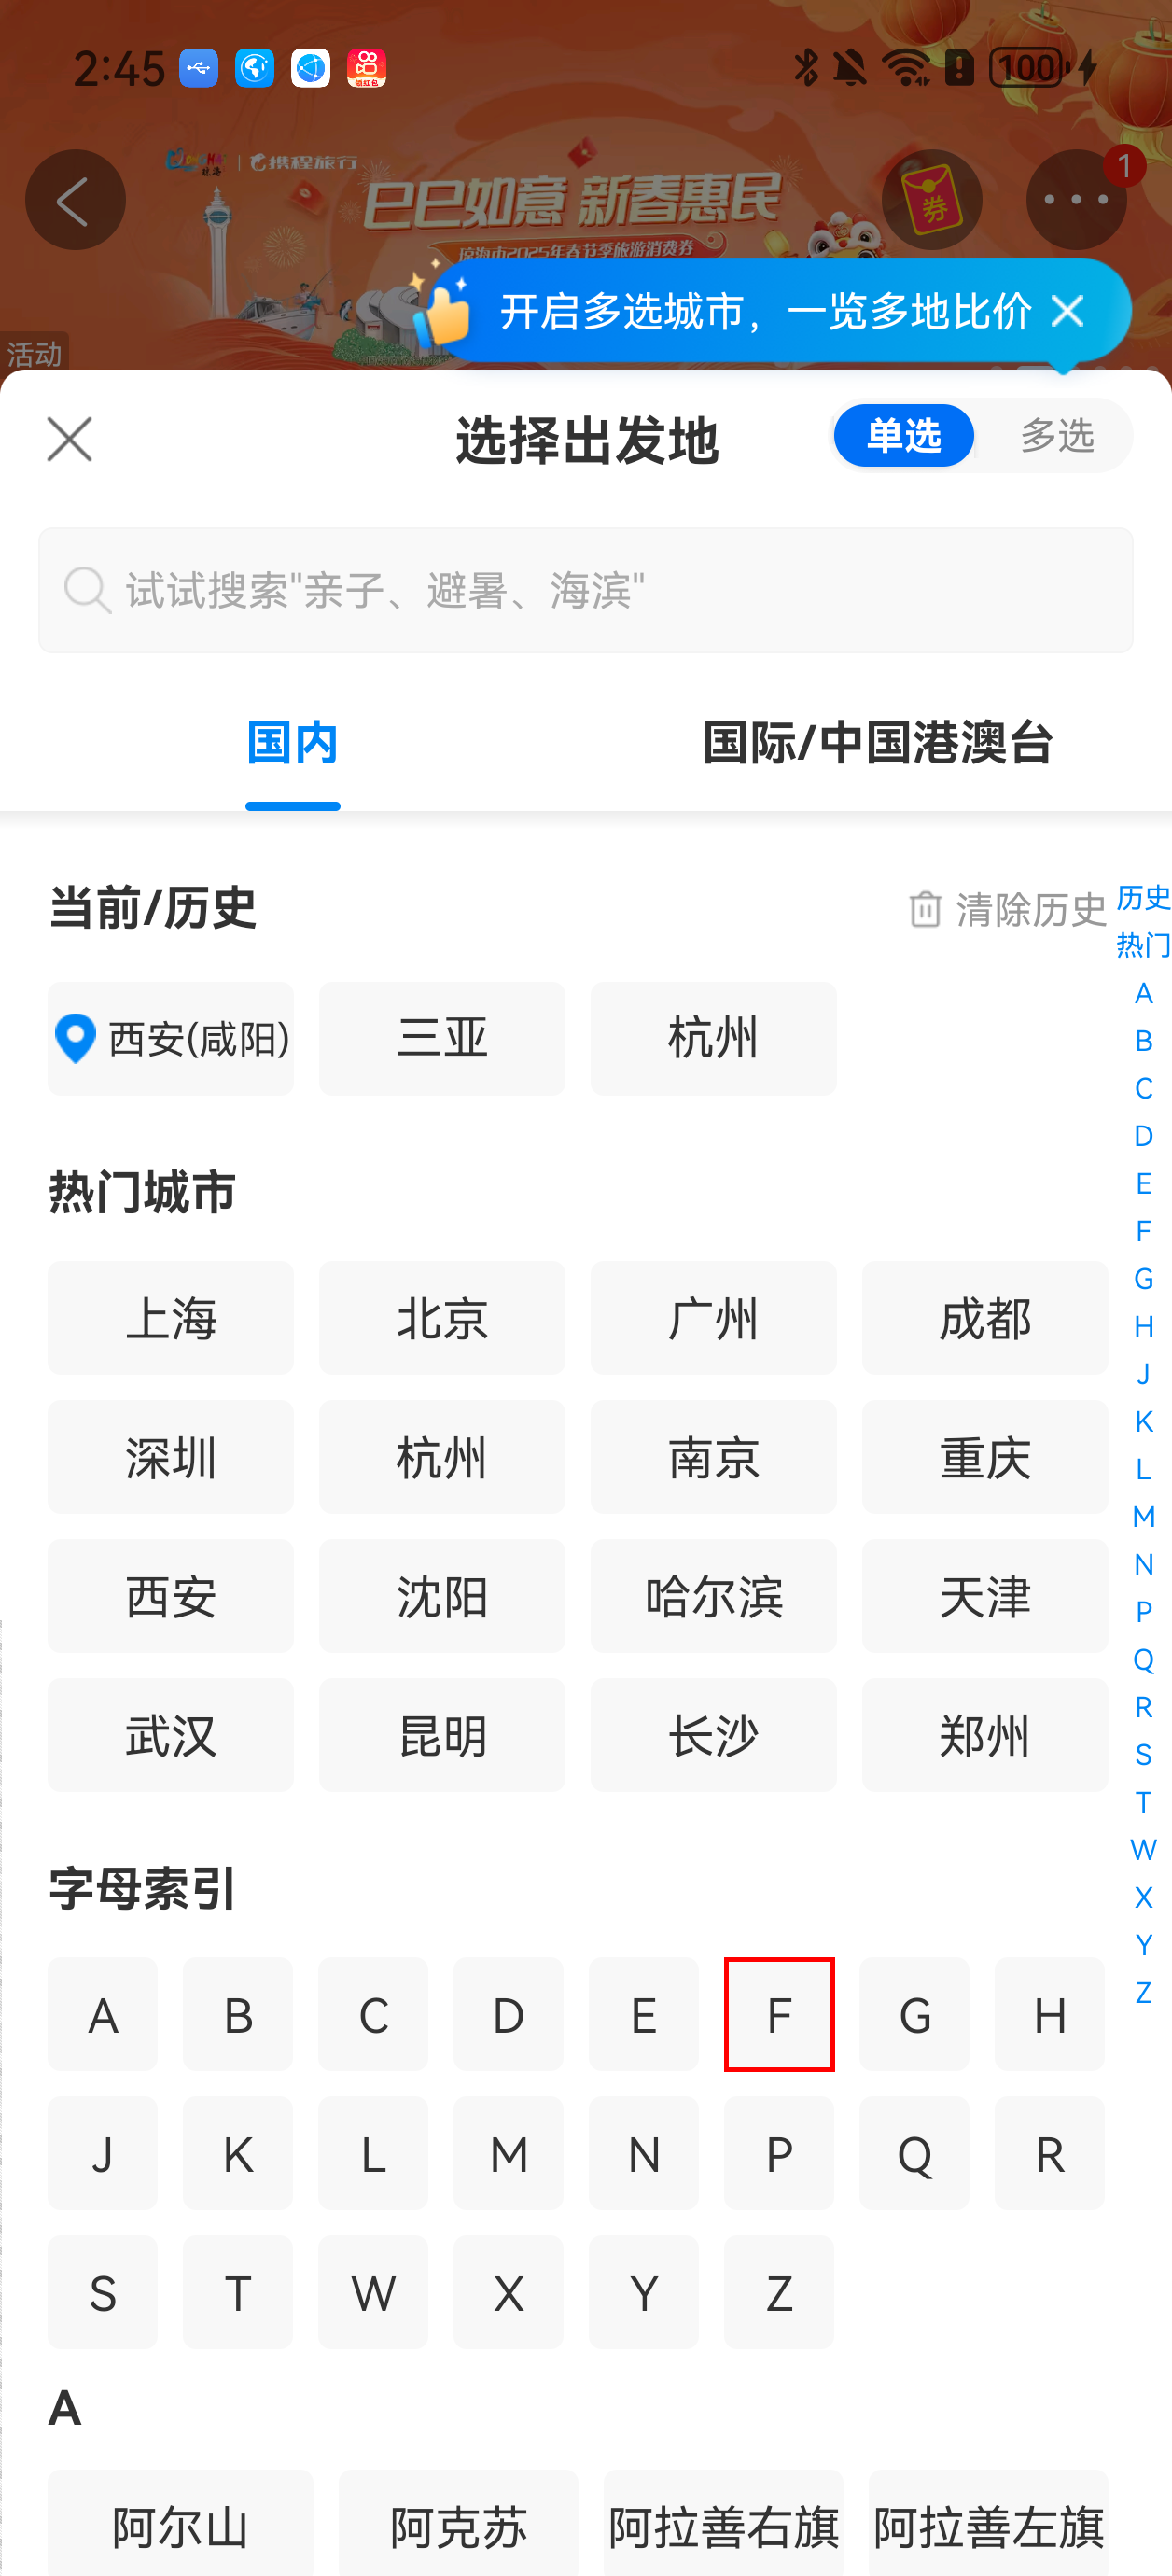 2:45
100
携程旅行
巳巳如意 新春惠民
琼海市2025年春节季旅游消费券
券
1
开启多选城市，一览多地比价
活动
选择出发地
单选
多选
试试搜索"亲子、避暑、海滨"
国内
国际/中国港澳台
当前/历史
清除历史
西安(咸阳)
三亚
杭州
热门城市
上海
北京
广州
成都
深圳
杭州
南京
重庆
西安
沈阳
哈尔滨
天津
武汉
昆明
长沙
郑州
字母索引
A B C D E F G H
J K L M N P Q R
S T W X Y Z
A
阿尔山
阿克苏
阿拉善右旗
阿拉善左旗
历史
热门
A
B
C
D
E
F
G
H
J
K
L
M
N
P
Q
R
S
T
W
X
Y
Z